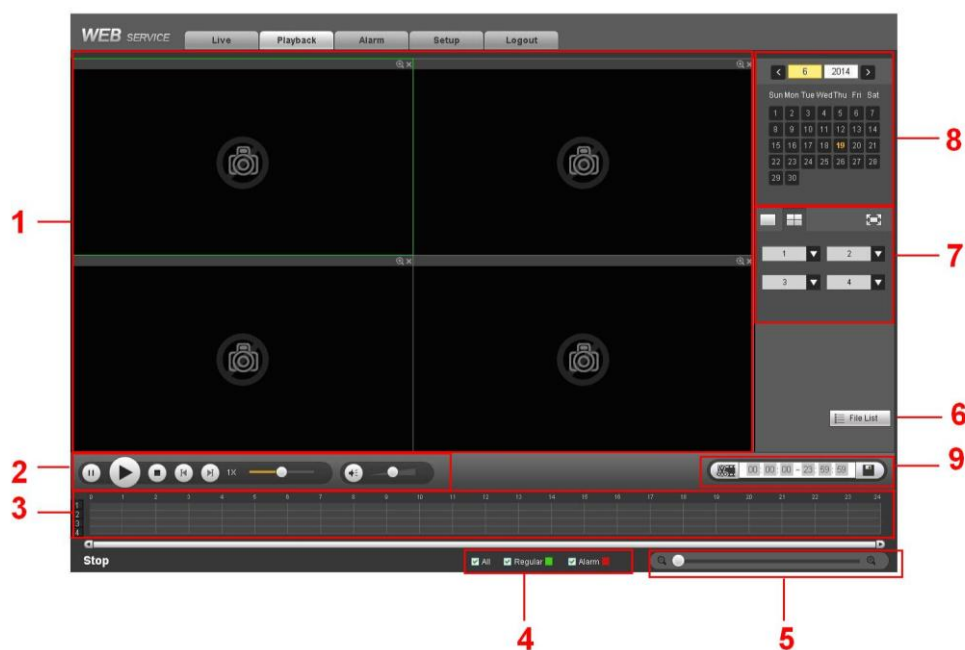 WEB SERVICE Live Playback Alarm Setup Logout
6 2014
Sun Mon Tue Wed Thu Fri Sat
1 2 3 4 5 6 7
8 9 10 11 12 13 14
15 16 17 18 19 20 21
22 23 24 25 26 27 28
29 30
8
1
7
1 2
3 4
File List 6
2
1X
00 00 00 - 23 59 59
9
3
0 1 2 3 4 5 6 7 8 9 10 11 12 13 14 15 16 17 18 19 20 21 22 23 24
1
2
3
4
Stop
All Regular Alarm
4
5